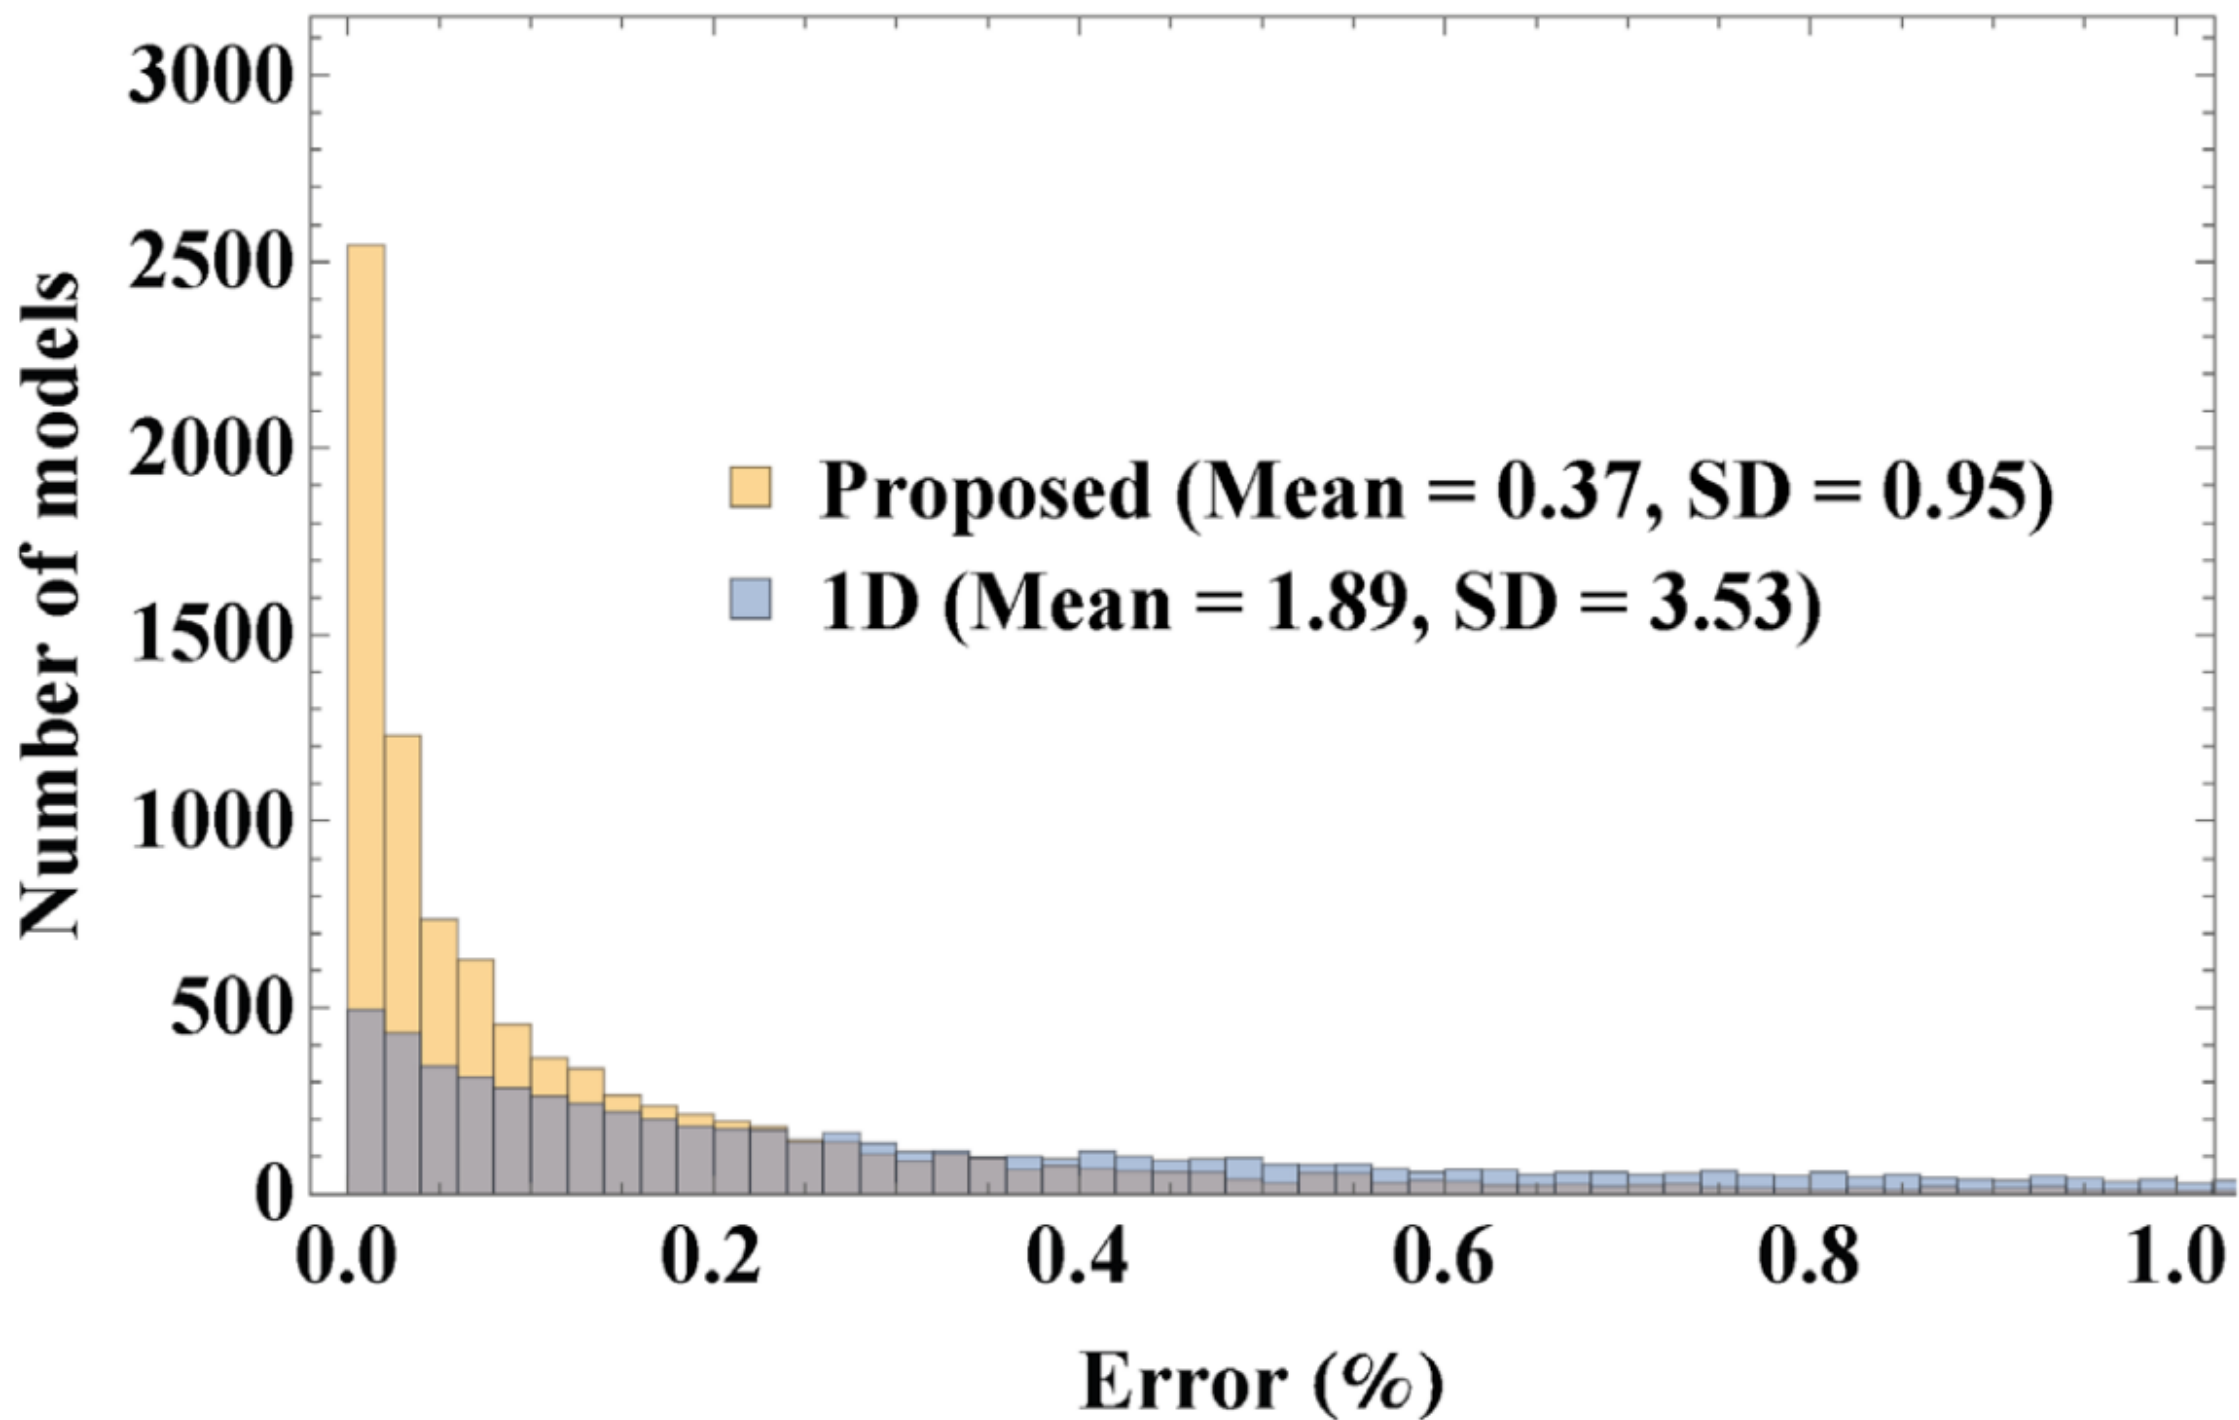 3000
2500
2000
1500
1000
500
0
Number of models
Proposed (Mean = 0.37, SD = 0.95)
1D (Mean = 1.89, SD = 3.53)
0.0 0.2 0.4 0.6 0.8 1.0
Error (%)